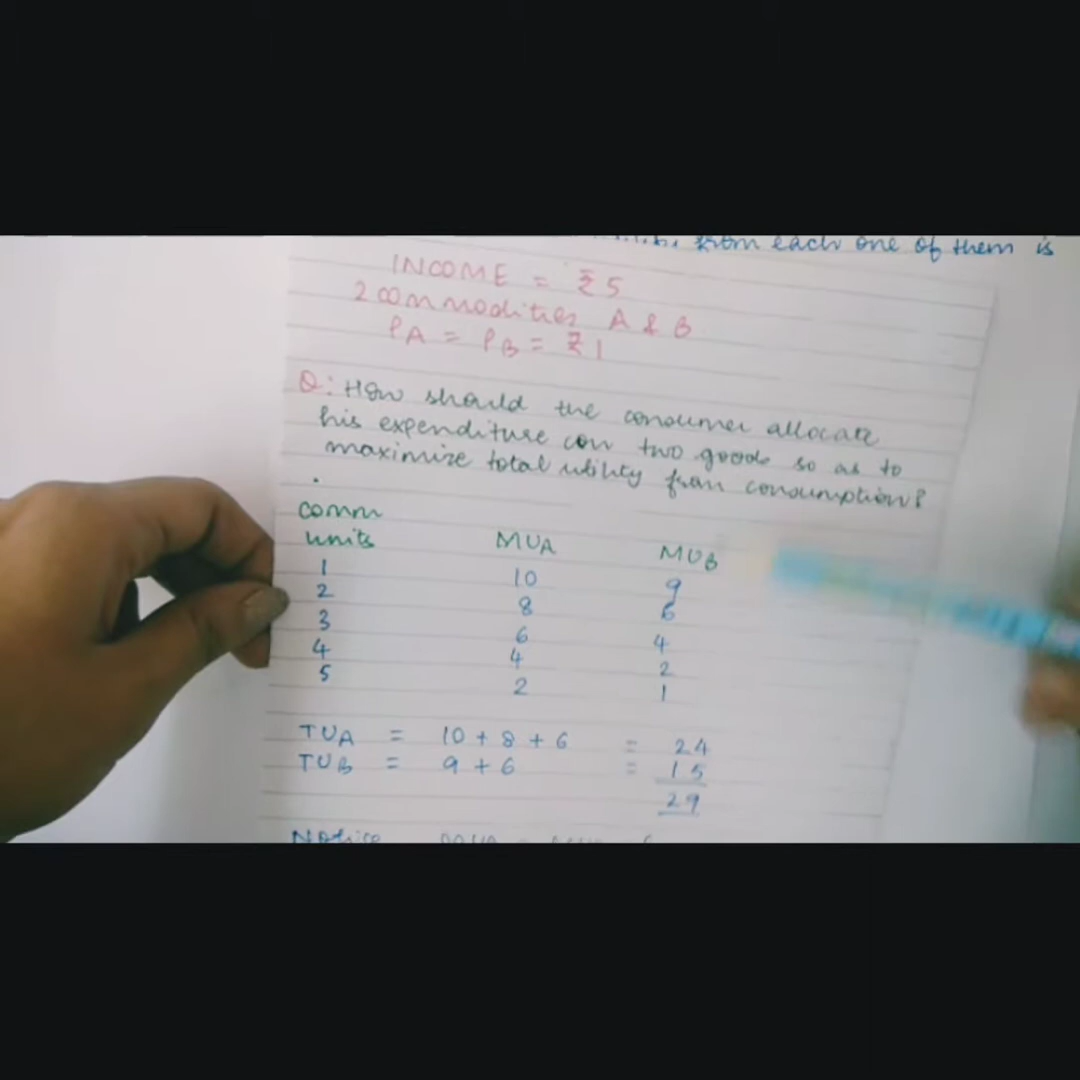 from each one of them is
INCOME = ₹5
2 commodities A & B
PA = PB = ₹1
Q: How should the consumer allocate
his expenditure on two goods so as to
maximize total utility from consumption?
comm
units MUA MUB
1 10 9
2 8 6
3 6 4
4 4 2
5 2 1
TUA = 10 + 8 + 6 = 24
TUB = 9 + 6 = 15
29
Notice